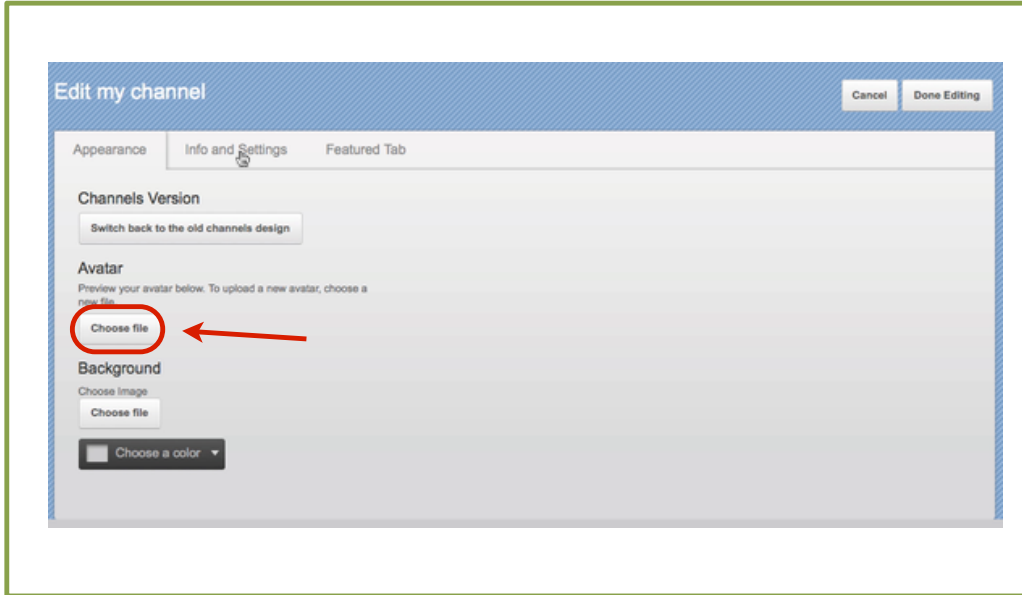 Edit my channel
Cancel
Done Editing
Appearance
Info and Settings
Featured Tab
Channels Version
Switch back to the old channels design
Avatar
Preview your avatar below. To upload a new avatar, choose a
new file.
Choose file
Background
Choose Image
Choose file
Choose a color